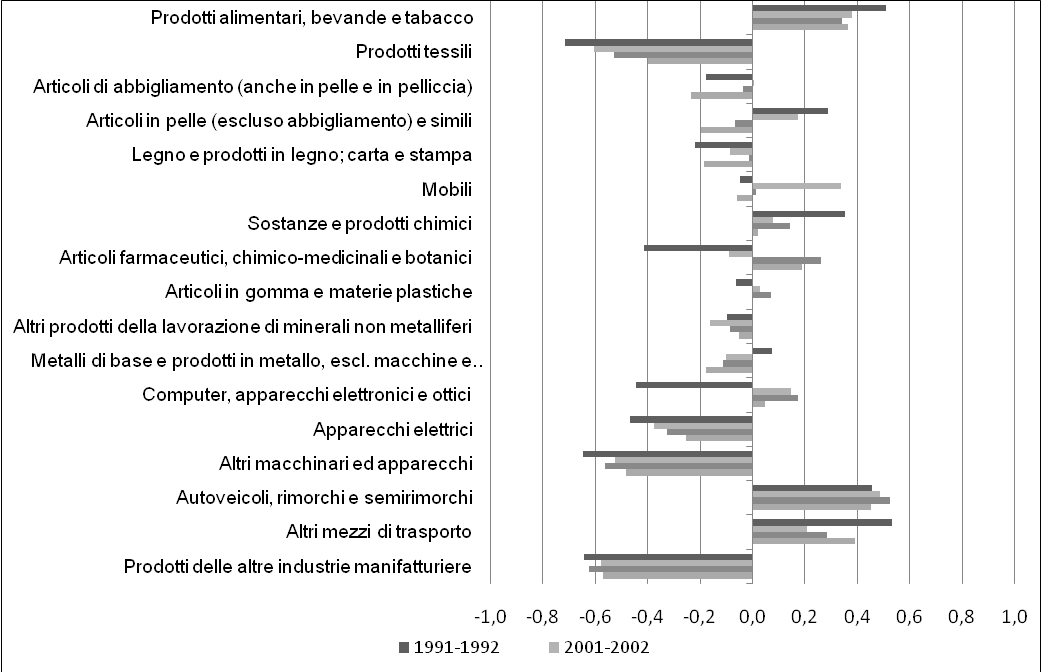 Prodotti alimentari, bevande e tabacco
Prodotti tessili
Articoli di abbigliamento (anche in pelle e in pelliccia)
Articoli in pelle (escluso abbigliamento) e simili
Legno e prodotti in legno; carta e stampa
Mobili
Sostanze e prodotti chimici
Articoli farmaceutici, chimico-medicinali e botanici
Articoli in gomma e materie plastiche
Altri prodotti della lavorazione di minerali non metalliferi
Metalli di base e prodotti in metallo, escl. macchine e..
Computer, apparecchi elettronici e ottici
Apparecchi elettrici
Altri macchinari ed apparecchi
Autoveicoli, rimorchi e semirimorchi
Altri mezzi di trasporto
Prodotti delle altre industrie manifatturiere
-1,0 -0,8 -0,6 -0,4 -0,2 0,0 0,2 0,4 0,6 0,8 1,0
1991-1992 2001-2002